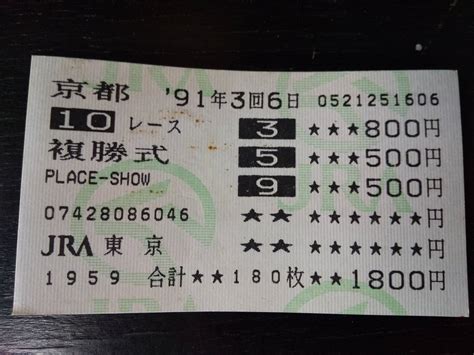 京都 '91年3回6日 0521251606
10 レース 3 ★★★800円
複勝式 5 ★★★500円
PLACE-SHOW 9 ★★★500円
07428086046 ★★ ★★★★★★円
JRA 東京 ★★ ★★★★★★円
1959 合計★★180枚★★1800円